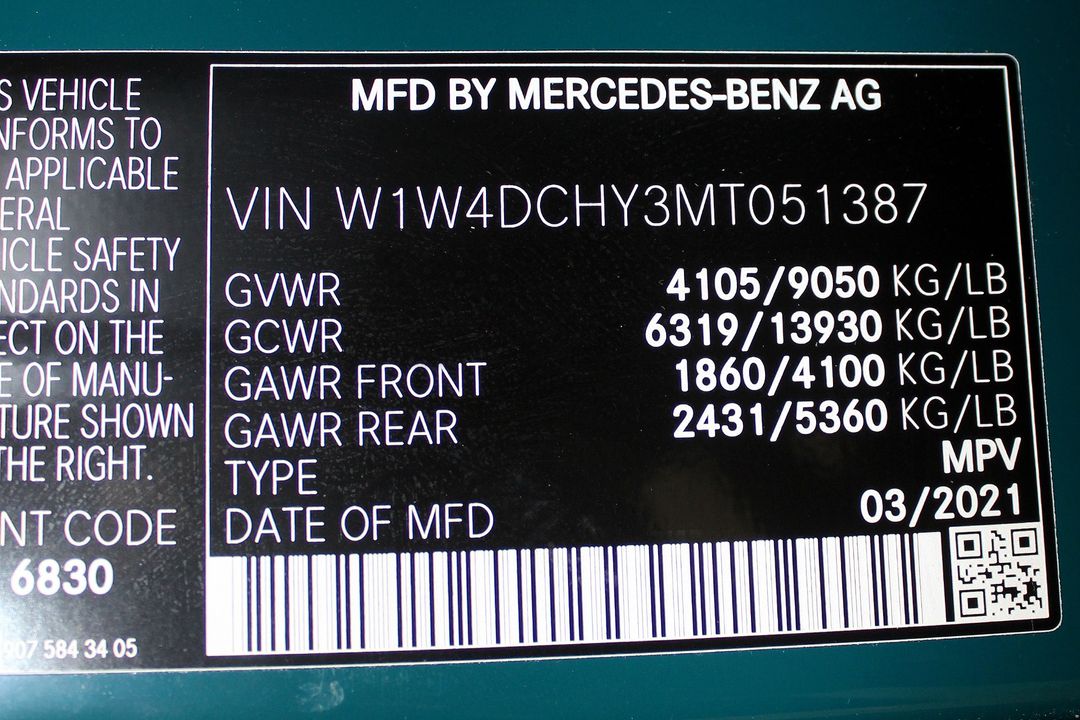 S VEHICLE
NFORMS TO
APPLICABLE
ERAL
ICLE SAFETY
NDARDS IN
ECT ON THE
E OF MANU-
TURE SHOWN
THE RIGHT.
NT CODE
6830
907 584 34 05
MFD BY MERCEDES-BENZ AG
VIN W1W4DCHY3MT051387
GVWR 4105/9050 KG/LB
GCWR 6319/13930 KG/LB
GAWR FRONT 1860/4100 KG/LB
GAWR REAR 2431/5360 KG/LB
TYPE MPV
DATE OF MFD 03/2021